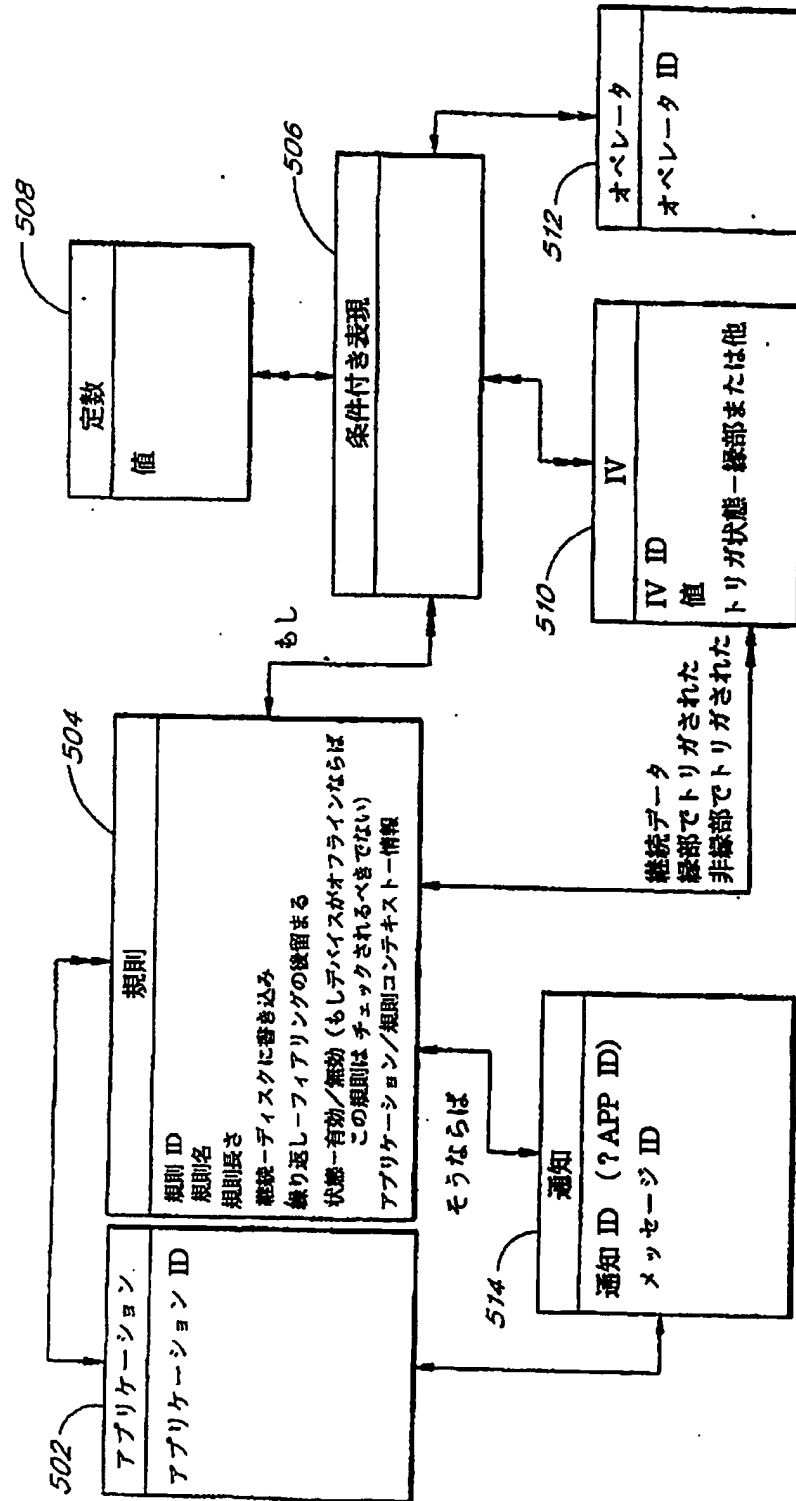 502
アプリケーション
アプリケーション ID
504
規則
規則 ID
規則名
規則長さ
継続－ディスクに書き込み
繰り返し－フィアリングの後留まる
状態－有効／無効（もしデバイスがオフラインならば
この規則は チェックされるべきでない）
アプリケーション／規則コンテキスト－情報
もし
508
定数
値
506
条件付き表現
512
オペレータ
オペレータ ID
510
IV
IV ID
値
トリガ状態－縁部または他
継続データ
縁部でトリガされた
非縁部でトリガされた
そうならば
514
通知
通知 ID (?APP ID)
メッセージ ID